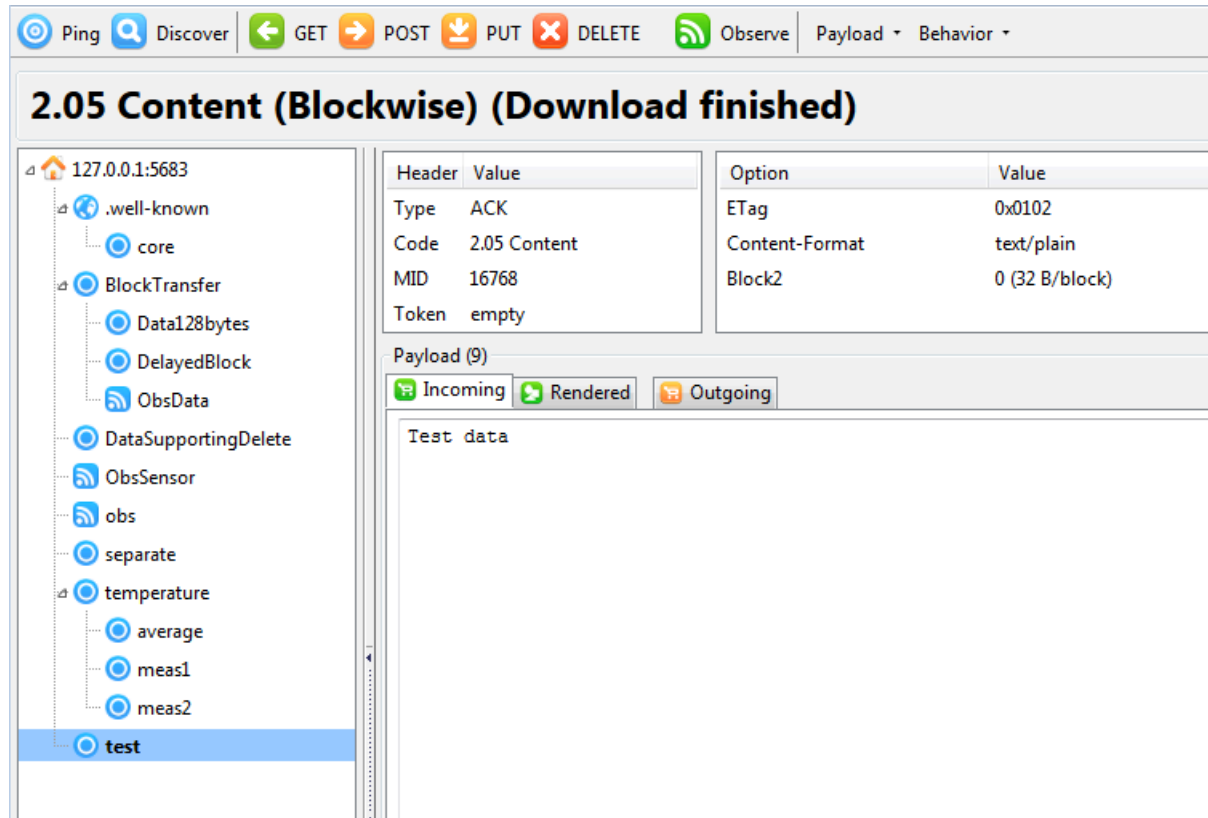 Ping Discover GET POST PUT DELETE Observe Payload Behavior
2.05 Content (Blockwise) (Download finished)
127.0.0.1:5683
.well-known
core
BlockTransfer
Data128bytes
DelayedBlock
ObsData
DataSupportingDelete
ObsSensor
obs
separate
temperature
average
meas1
meas2
test
Header Value
Type ACK
Code 2.05 Content
MID 16768
Token empty
Option Value
ETag 0x0102
Content-Format text/plain
Block2 0 (32 B/block)
Payload (9)
Incoming Rendered Outgoing
Test data